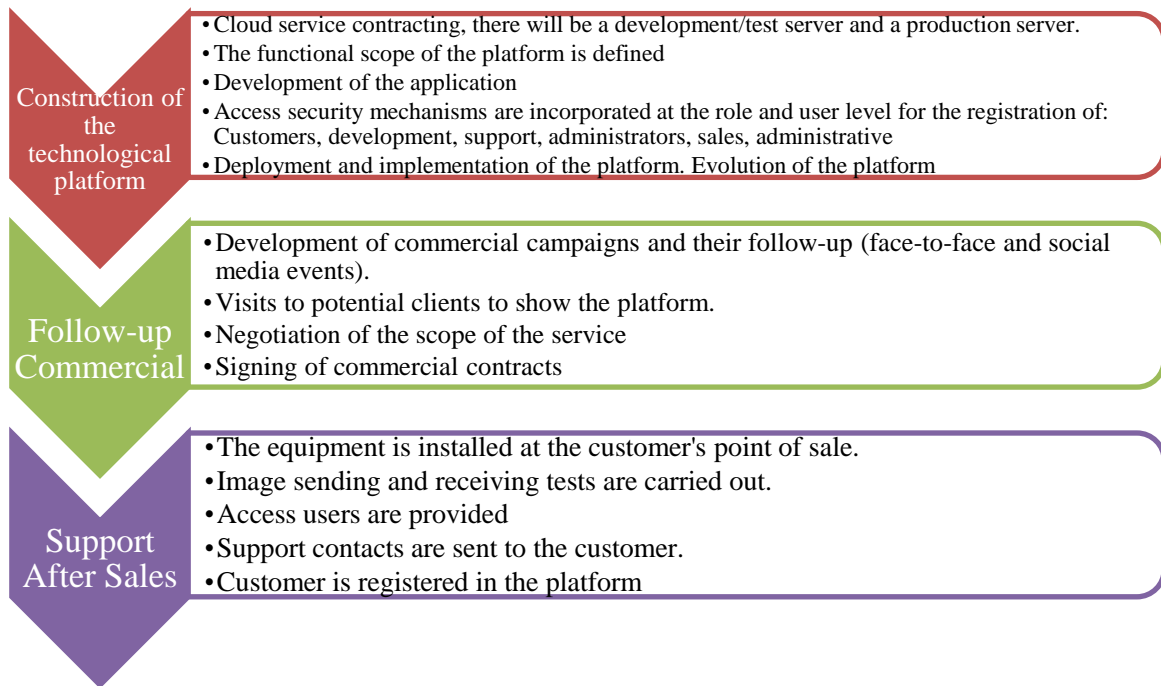 Construction of
the
technological
platform
•Cloud service contracting, there will be a development/test server and a production server.
•The functional scope of the platform is defined
•Development of the application
•Access security mechanisms are incorporated at the role and user level for the registration of:
Customers, development, support, administrators, sales, administrative
•Deployment and implementation of the platform. Evolution of the platform
Follow-up
Commercial
•Development of commercial campaigns and their follow-up (face-to-face and social
media events).
•Visits to potential clients to show the platform.
•Negotiation of the scope of the service
•Signing of commercial contracts
Support
After Sales
•The equipment is installed at the customer's point of sale.
•Image sending and receiving tests are carried out.
•Access users are provided
•Support contacts are sent to the customer.
•Customer is registered in the platform